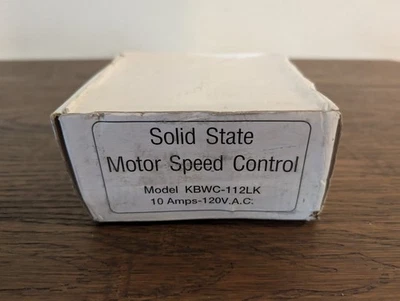 Solid State
Motor Speed Control
Model KBWC-112LK
10 Amps-120V.A.C.